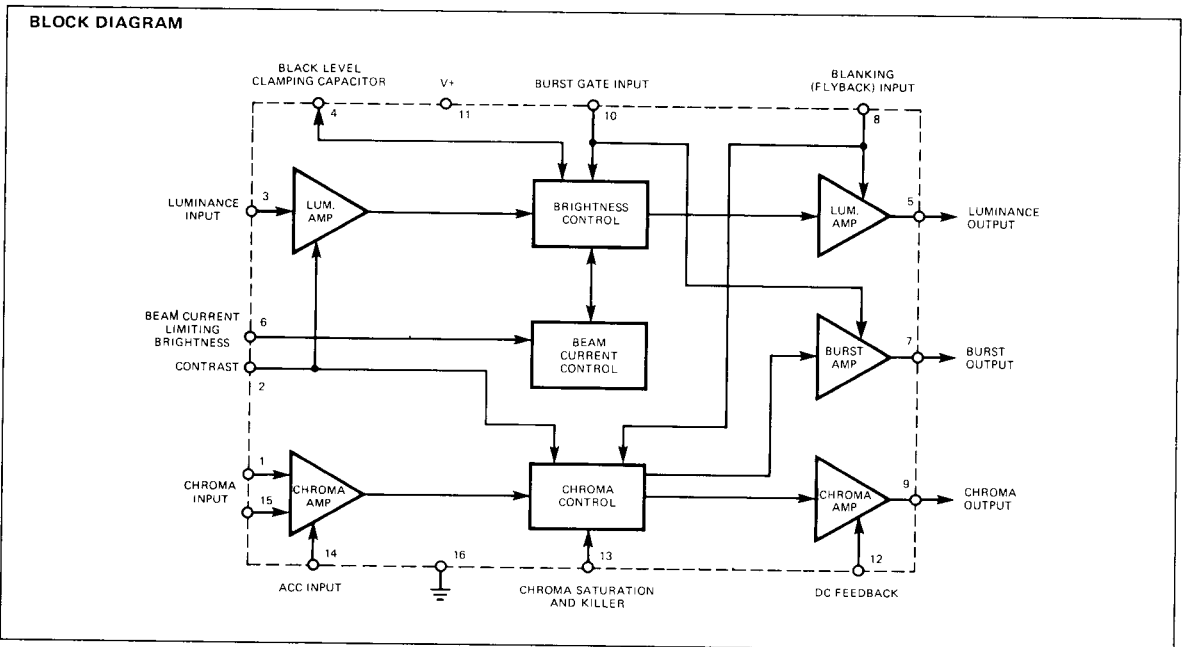 BLOCK DIAGRAM
BLACK LEVEL
CLAMPING CAPACITOR
4
V+
11
BURST GATE INPUT
10
BLANKING
(FLYBACK) INPUT
8
LUMINANCE
INPUT
3
LUM.
AMP
BRIGHTNESS
CONTROL
LUM.
AMP
5
LUMINANCE
OUTPUT
BEAM CURRENT
LIMITING
BRIGHTNESS
6
BEAM
CURRENT
CONTROL
BURST
AMP
7
BURST
OUTPUT
CONTRAST
2
CHROMA
INPUT
1
15
CHROMA
AMP
CHROMA
CONTROL
CHROMA
AMP
9
CHROMA
OUTPUT
14
ACC INPUT
16
13
CHROMA SATURATION
AND KILLER
12
DC FEEDBACK